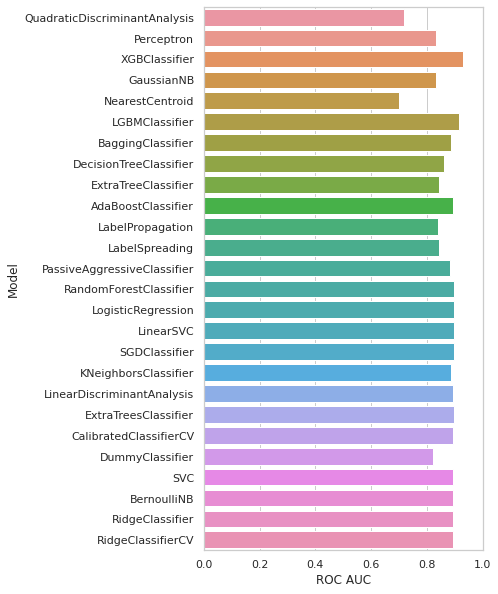 QuadraticDiscriminantAnalysis
Perceptron
XGBClassifier
GaussianNB
NearestCentroid
LGBMClassifier
BaggingClassifier
DecisionTreeClassifier
ExtraTreeClassifier
AdaBoostClassifier
LabelPropagation
LabelSpreading
PassiveAggressiveClassifier
RandomForestClassifier
LogisticRegression
LinearSVC
SGDClassifier
KNeighborsClassifier
LinearDiscriminantAnalysis
ExtraTreesClassifier
CalibratedClassifierCV
DummyClassifier
SVC
BernoulliNB
RidgeClassifier
RidgeClassifierCV
Model
0.0 0.2 0.4 0.6 0.8 1.0
ROC AUC